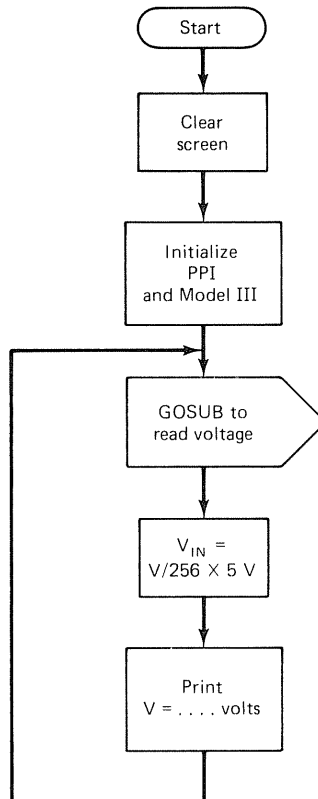 Start
Clear
screen
Initialize
PPI
and Model III
GOSUB to
read voltage
V_IN =
V/256 × 5 V
Print
V = . . . . volts